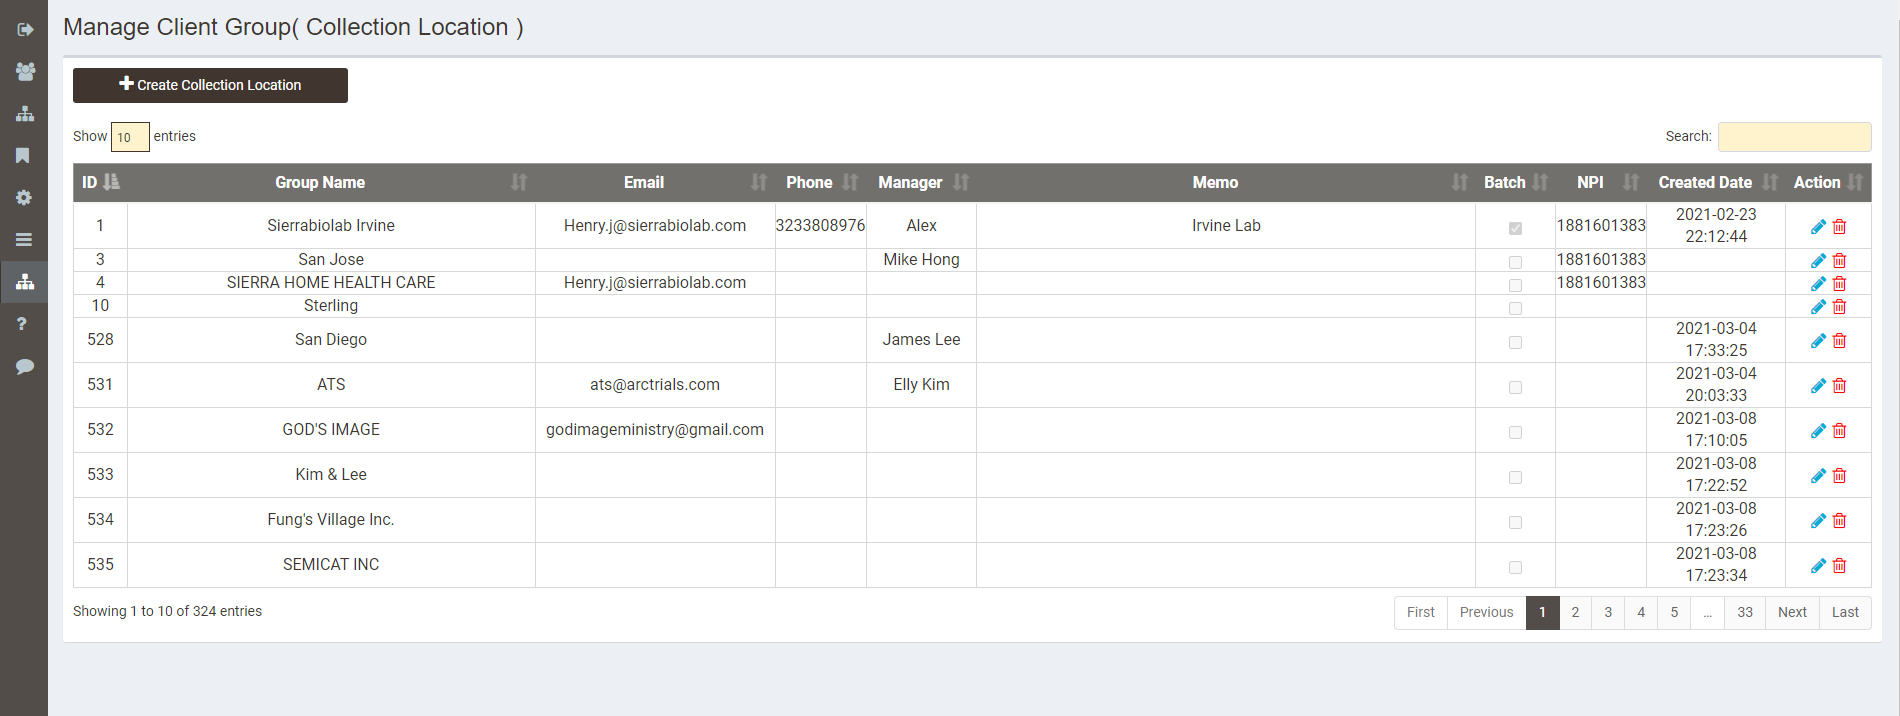 Manage Client Group( Collection Location )
Create Collection Location
Show 10 entries
Search:
ID Group Name Email Phone Manager Memo Batch NPI Created Date Action
1 Sierrabiolab Irvine Henry.j@sierrabiolab.com 3233808976 Alex Irvine Lab 1881601383 2021-02-23
22:12:44
3 San Jose Mike Hong 1881601383
4 SIERRA HOME HEALTH CARE Henry.j@sierrabiolab.com 1881601383
10 Sterling
528 San Diego James Lee 2021-03-04
17:33:25
531 ATS ats@arctrials.com Elly Kim 2021-03-04
20:03:33
532 GOD'S IMAGE godimageministry@gmail.com 2021-03-08
17:10:05
533 Kim & Lee 2021-03-08
17:22:52
534 Fung's Village Inc. 2021-03-08
17:23:26
535 SEMICAT INC 2021-03-08
17:23:34
Showing 1 to 10 of 324 entries
First Previous 1 2 3 4 5 ... 33 Next Last